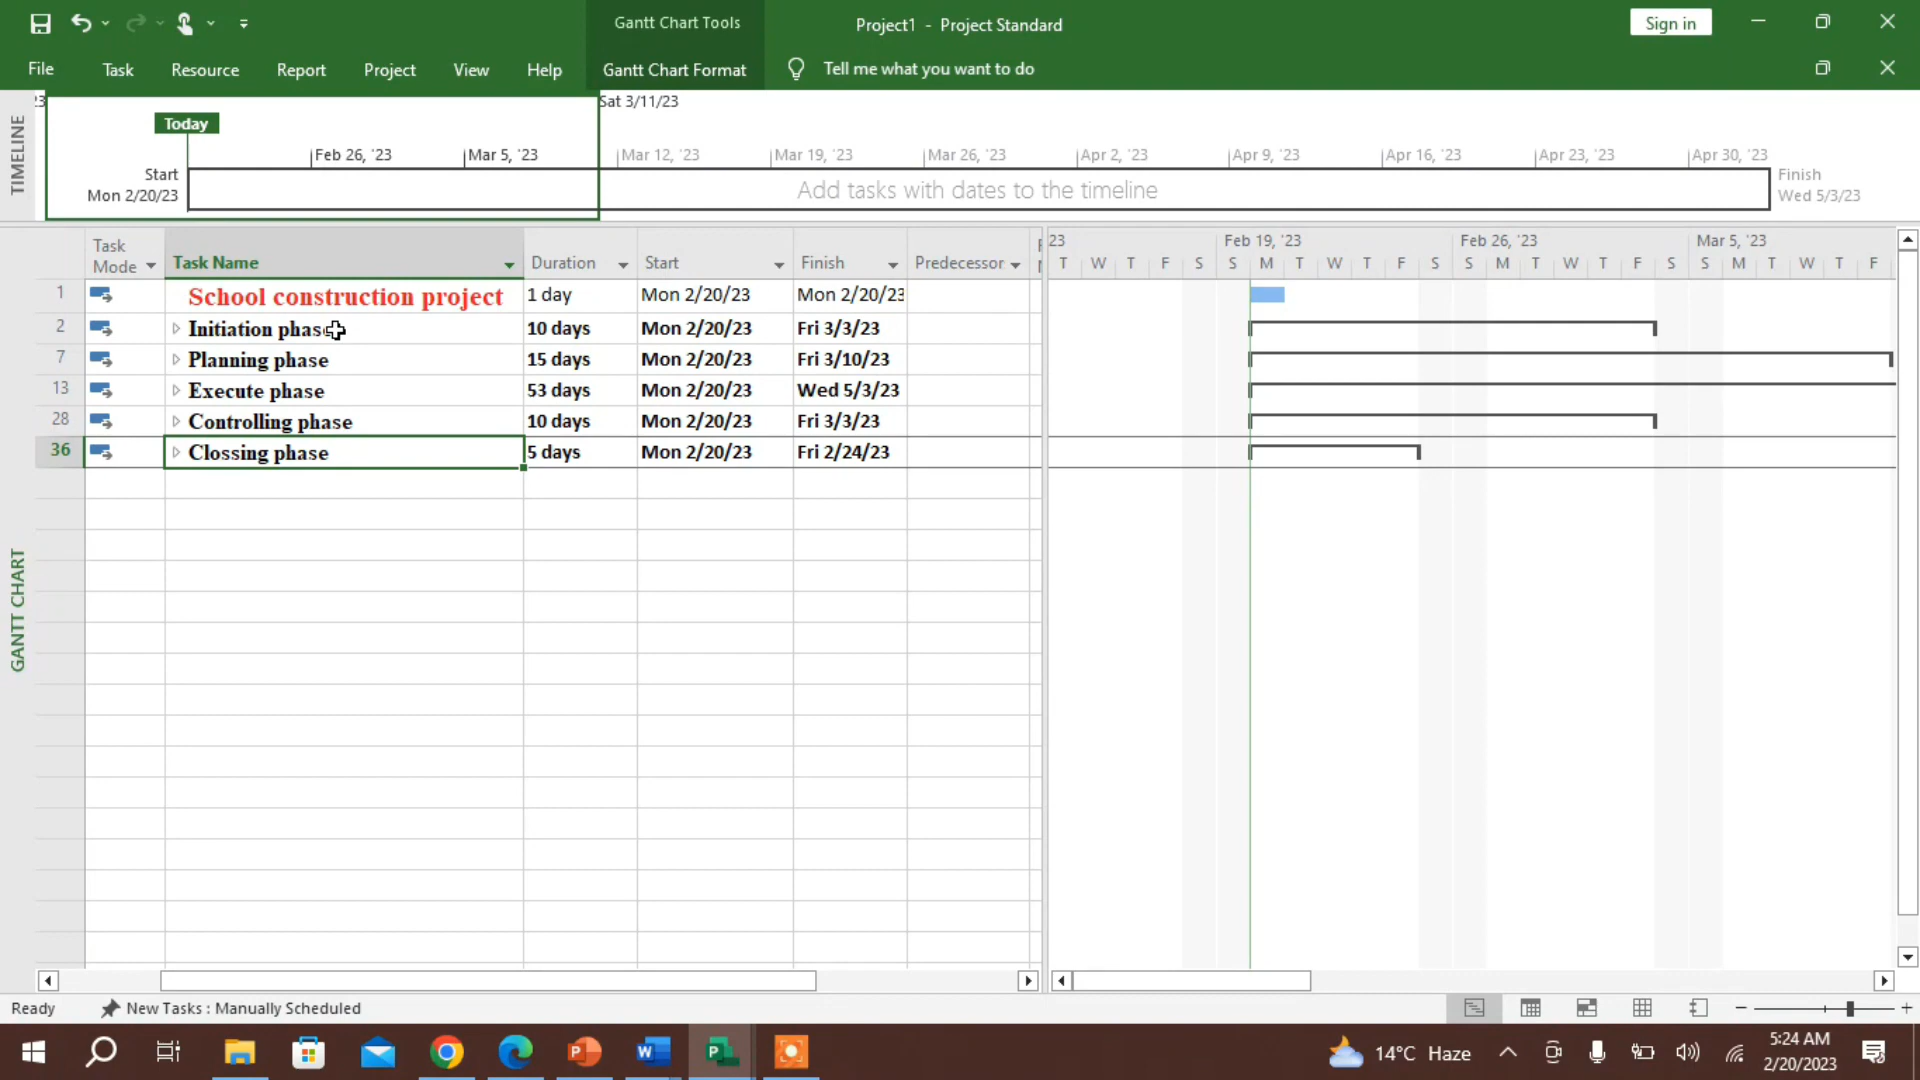 Gantt Chart Tools
Project1 - Project Standard
Sign in
File Task Resource Report Project View Help Gantt Chart Format Tell me what you want to do
Sat 3/11/23
Today
Feb 26, '23 Mar 5, '23 Mar 12, '23 Mar 19, '23 Mar 26, '23 Apr 2, '23 Apr 9, '23 Apr 16, '23 Apr 23, '23 Apr 30, '23
TIMELINE
Start
Mon 2/20/23
Add tasks with dates to the timeline
Finish
Wed 5/3/23
Task Mode Task Name Duration Start Finish Predecessor
23 Feb 19, '23 Feb 26, '23 Mar 5, '23
T W T F S S M T W T F S S M T W T F S S M T W T F
1 School construction project 1 day Mon 2/20/23 Mon 2/20/23
2 Initiation phase 10 days Mon 2/20/23 Fri 3/3/23
7 Planning phase 15 days Mon 2/20/23 Fri 3/10/23
13 Execute phase 53 days Mon 2/20/23 Wed 5/3/23
28 Controlling phase 10 days Mon 2/20/23 Fri 3/3/23
36 Clossing phase 5 days Mon 2/20/23 Fri 2/24/23
GANTT CHART
Ready New Tasks : Manually Scheduled
14°C Haze
5:24 AM
2/20/2023